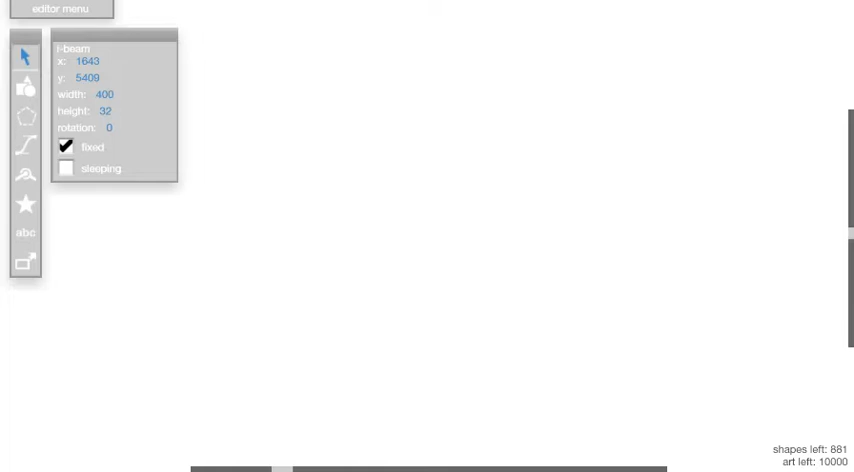 editor menu
i-beam
x: 1643
y: 5409
width: 400
height: 32
rotation: 0
fixed
sleeping
abc
shapes left: 881
art left: 10000